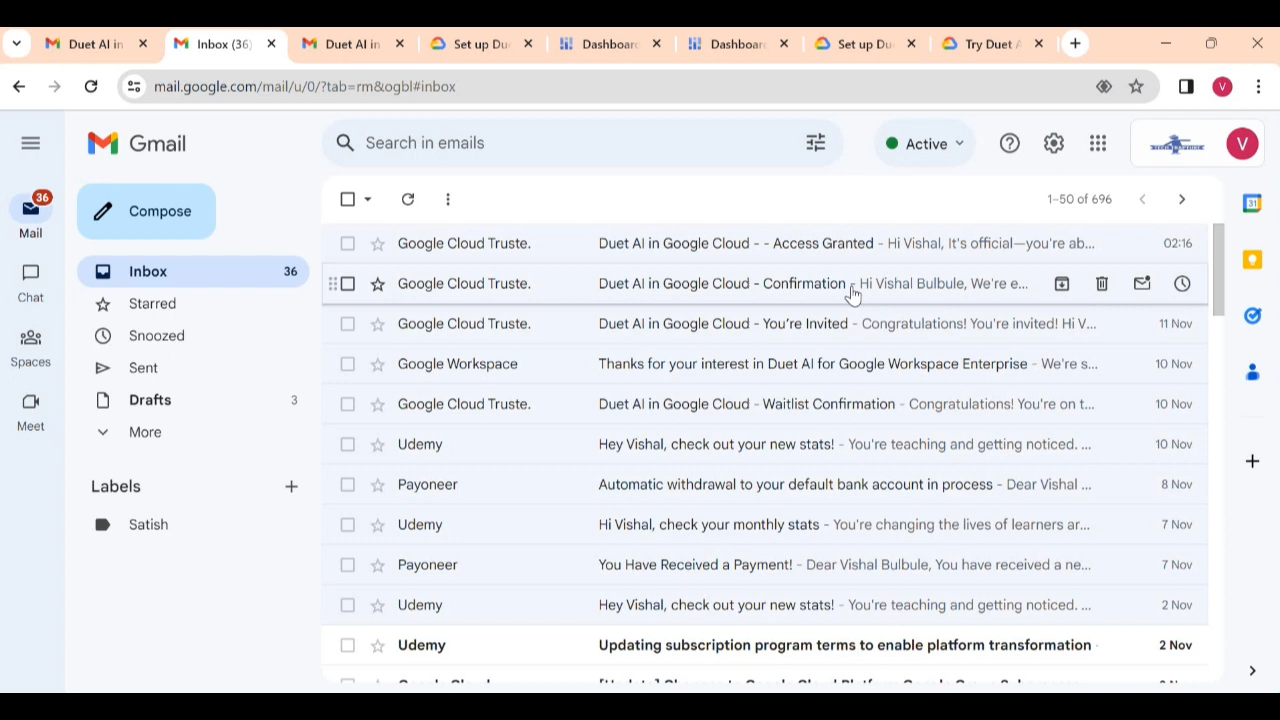 Duet AI in
Inbox (36)
Duet AI in
Set up Du
Dashboar
Dashboar
Set up Du
Try Duet A
mail.google.com/mail/u/0/?tab=rm&ogbl#inbox
V
Gmail
Search in emails
Active
V
36
Mail
Chat
Spaces
Meet
Compose
Inbox 36
Starred
Snoozed
Sent
Drafts 3
More
Labels
Satish
1–50 of 696
Google Cloud Truste. Duet AI in Google Cloud - - Access Granted - Hi Vishal, It's official—you're ab... 02:16
Google Cloud Truste. Duet AI in Google Cloud - Confirmation - Hi Vishal Bulbule, We're e...
Google Cloud Truste. Duet AI in Google Cloud - You're Invited - Congratulations! You're invited! Hi V... 11 Nov
Google Workspace Thanks for your interest in Duet AI for Google Workspace Enterprise - We're s... 10 Nov
Google Cloud Truste. Duet AI in Google Cloud - Waitlist Confirmation - Congratulations! You're on t... 10 Nov
Udemy Hey Vishal, check out your new stats! - You're teaching and getting noticed. ... 10 Nov
Payoneer Automatic withdrawal to your default bank account in process - Dear Vishal ... 8 Nov
Udemy Hi Vishal, check your monthly stats - You're changing the lives of learners ar... 7 Nov
Payoneer You Have Received a Payment! - Dear Vishal Bulbule, You have received a ne... 7 Nov
Udemy Hey Vishal, check out your new stats! - You're teaching and getting noticed. ... 2 Nov
Udemy Updating subscription program terms to enable platform transformation - 2 Nov
31